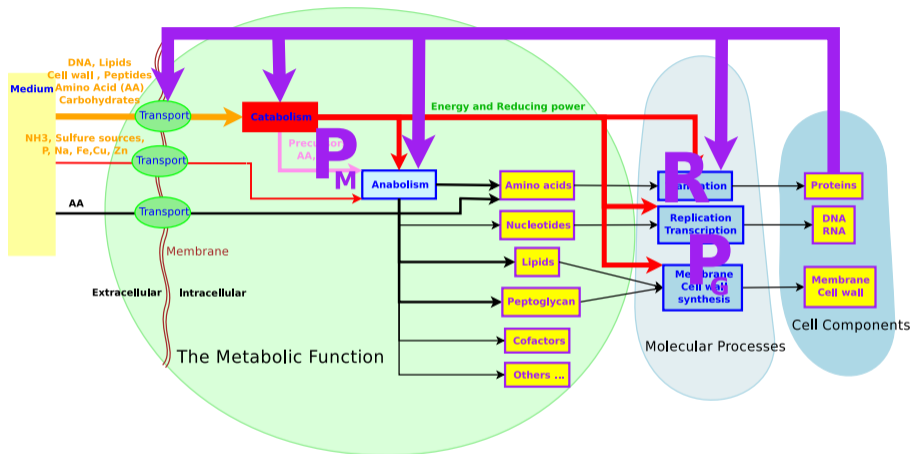 DNA, Lipids
Cell wall , Peptides
Amino Acid (AA)
Carbohydrates
Medium
Transport
Catabolism
Energy and Reducing power
NH3, Sulfure sources,
P, Na, Fe,Cu, Zn
Transport
AA,
P
M
Anabolism
Amino acids
R
Proteins
AA
Transport
Nucleotides
Replication
Transcription
DNA
RNA
Membrane
Lipids
P
G
Membrane
Cell wall
synthesis
Membrane
Cell wall
Extracellular
Intracellular
Peptoglycan
Cell Components
Cofactors
Molecular Processes
The Metabolic Function
Others ...